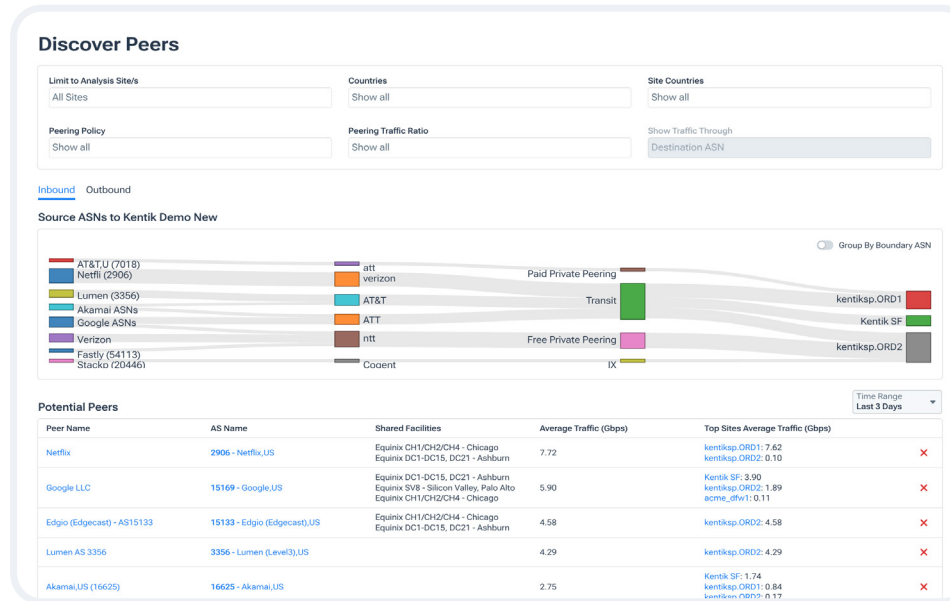 Discover Peers
Limit to Analysis Site/s
Countries
Site Countries
All Sites
Show all
Show all
Peering Policy
Peering Traffic Ratio
Show Traffic Through
Show all
Show all
Destination ASN
Inbound
Outbound
Source ASNs to Kentik Demo New
Group By Boundary ASN
AT&T,U (7018)
Netfli (2906)
Lumen (3356)
Akamai ASNs
Google ASNs
Verizon
Fastly (54113)
Stackp (20446)
att
verizon
AT&T
ATT
ntt
Cogent
Paid Private Peering
Transit
Free Private Peering
IX
kentiksp.ORD1
Kentik SF
kentiksp.ORD2
Potential Peers
Time Range
Last 3 Days
Peer Name
AS Name
Shared Facilities
Average Traffic (Gbps)
Top Sites Average Traffic (Gbps)
Netflix
2906 - Netflix,US
Equinix CH1/CH2/CH4 - Chicago
Equinix DC1-DC15, DC21 - Ashburn
7.72
kentiksp.ORD1: 7.62
kentiksp.ORD2: 0.10
Google LLC
15169 - Google,US
Equinix DC1-DC15, DC21 - Ashburn
Equinix SV8 - Silicon Valley, Palo Alto
Equinix CH1/CH2/CH4 - Chicago
5.90
Kentik SF: 3.90
kentiksp.ORD2: 1.89
acme_dfw1: 0.11
Edgio (Edgecast) - AS15133
15133 - Edgio (Edgecast),US
Equinix CH1/CH2/CH4 - Chicago
Equinix DC1-DC15, DC21 - Ashburn
4.58
kentiksp.ORD2: 4.58
Lumen AS 3356
3356 - Lumen (Level3),US
4.29
kentiksp.ORD2: 4.29
Akamai,US (16625)
16625 - Akamai,US
2.75
Kentik SF: 1.74
kentiksp.ORD1: 0.84
kentiksp.ORD2: 0.17